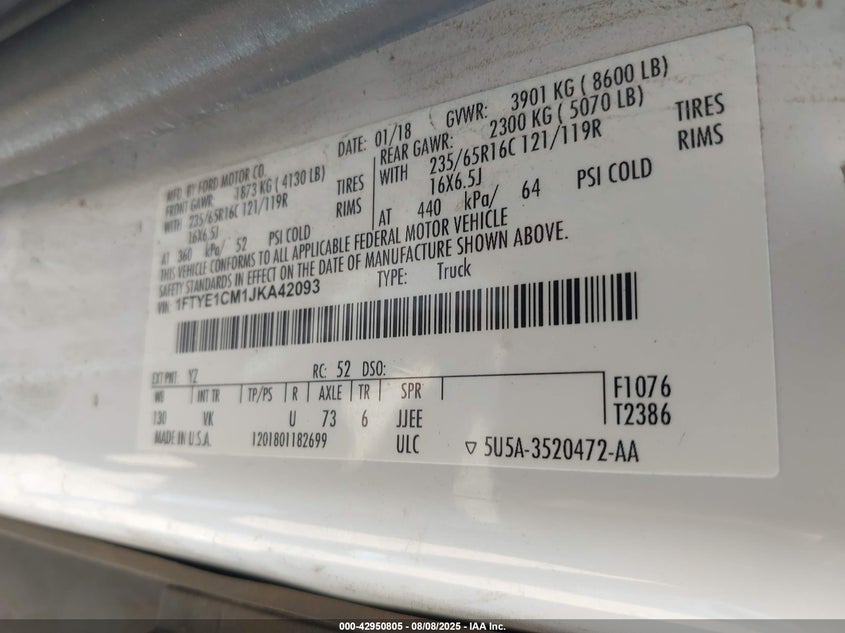 MFD. BY FORD MOTOR CO.
DATE: 01/18 GVWR: 3901 KG ( 8600 LB)
FRONT GAWR: 1873 KG ( 4130 LB)
REAR GAWR: 2300 KG ( 5070 LB)
WITH 235/65R16C 121/119R TIRES
WITH 235/65R16C 121/119R TIRES
16X6.5J RIMS
16X6.5J RIMS
AT 360 kPa/ 52 PSI COLD
AT 440 kPa/ 64 PSI COLD
THIS VEHICLE CONFORMS TO ALL APPLICABLE FEDERAL MOTOR VEHICLE
SAFETY STANDARDS IN EFFECT ON THE DATE OF MANUFACTURE SHOWN ABOVE.
VIN: 1FTYE1CM1JKA42093 TYPE: Truck
EXT PNT: YZ RC: 52 DSO:
WB INT TR TP/PS R AXLE TR SPR F1076
130 VK U 73 6 JJEE T2386
MADE IN U.S.A. 1201801182699 ULC ▽ 5U5A-3520472-AA
000-42950805 - 08/08/2025 - IAA Inc.